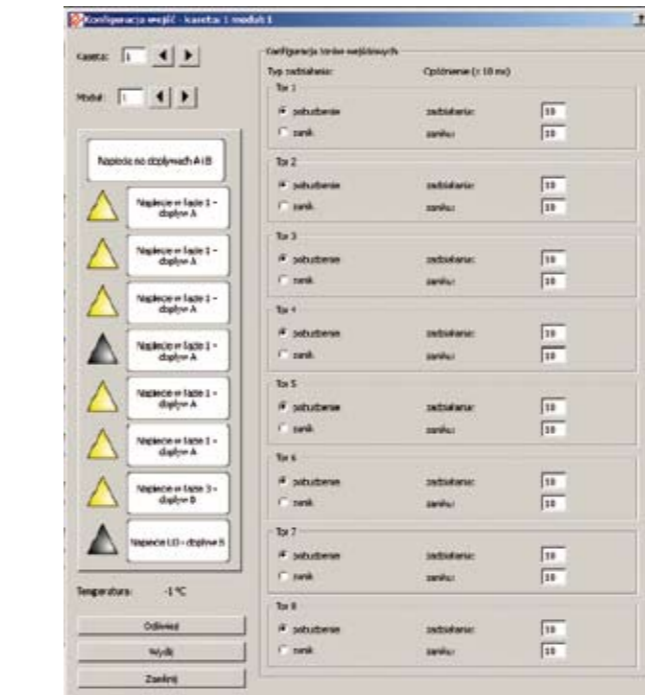 Konfiguracja wejść - kaseta: 1 moduł: 1
Kaseta: 1
Moduł: 1
Napięcie na dopływach A i B
Napięcie w fazie 1 -
dopływ A
Napięcie w fazie 1 -
dopływ A
Napięcie w fazie 1 -
dopływ A
Napięcie w fazie 1 -
dopływ A
Napięcie w fazie 1 -
dopływ A
Napięcie w fazie 1 -
dopływ A
Napięcie w fazie 3 -
dopływ B
Napięcie - dopływ B
Temperatura: -1 °C
Odśwież
Wyślij
Zamknij
Konfiguracja torów wejściowych
Typ zadziałania: Opóźnienie (x 10 ms)
Tor 1
pobudzenie zadziałania: 10
zanik zaniku: 10
Tor 2
pobudzenie zadziałania: 10
zanik zaniku: 10
Tor 3
pobudzenie zadziałania: 10
zanik zaniku: 10
Tor 4
pobudzenie zadziałania: 10
zanik zaniku: 10
Tor 5
pobudzenie zadziałania: 10
zanik zaniku: 10
Tor 6
pobudzenie zadziałania: 10
zanik zaniku: 10
Tor 7
pobudzenie zadziałania: 10
zanik zaniku: 10
Tor 8
pobudzenie zadziałania: 10
zanik zaniku: 10